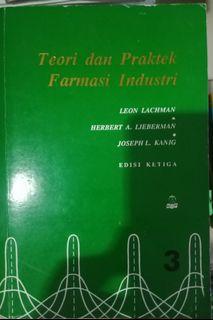 Teori dan Praktek
Farmasi Industri
LEON LACHMAN
HERBERT A. LIEBERMAN
JOSEPH L. KANIG
EDISI KETIGA
3